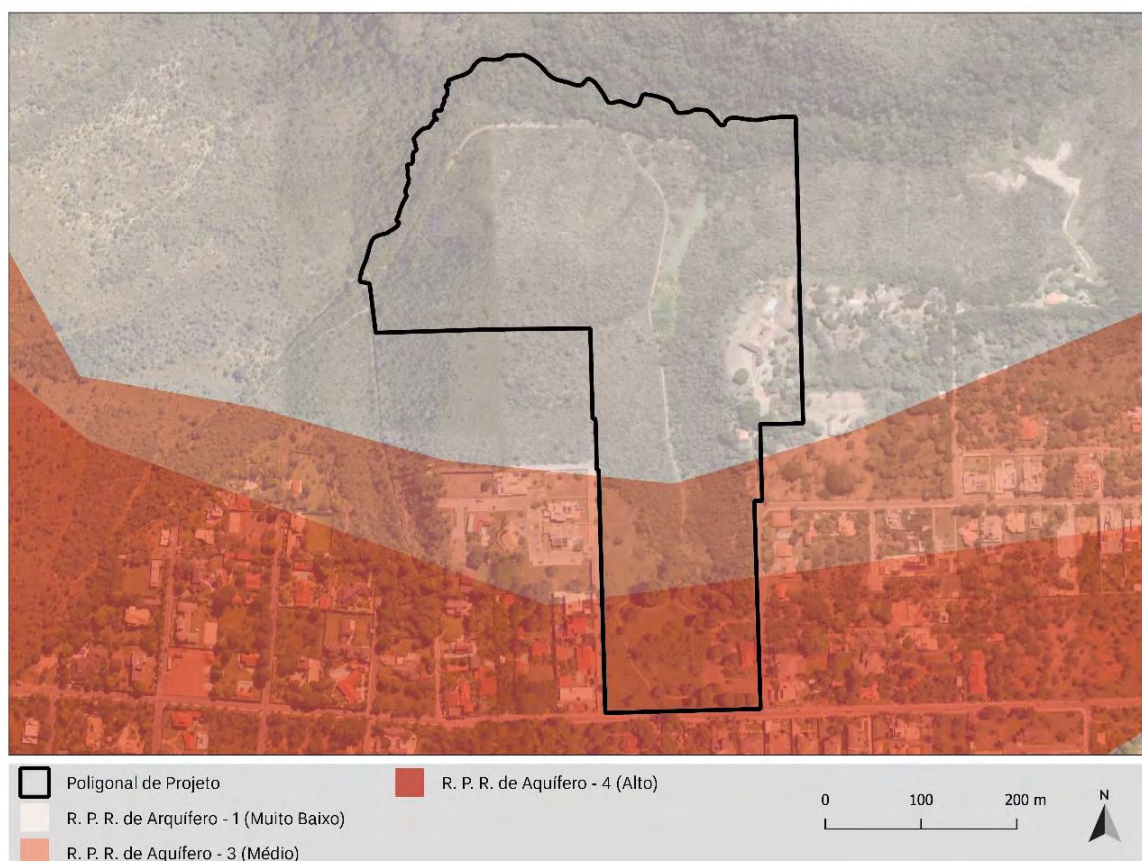 Poligonal de Projeto
R. P. R. de Arquífero - 1 (Muito Baixo)
R. P. R. de Aquífero - 3 (Médio)
R. P. R. de Aquífero - 4 (Alto)
0 100 200 m
N